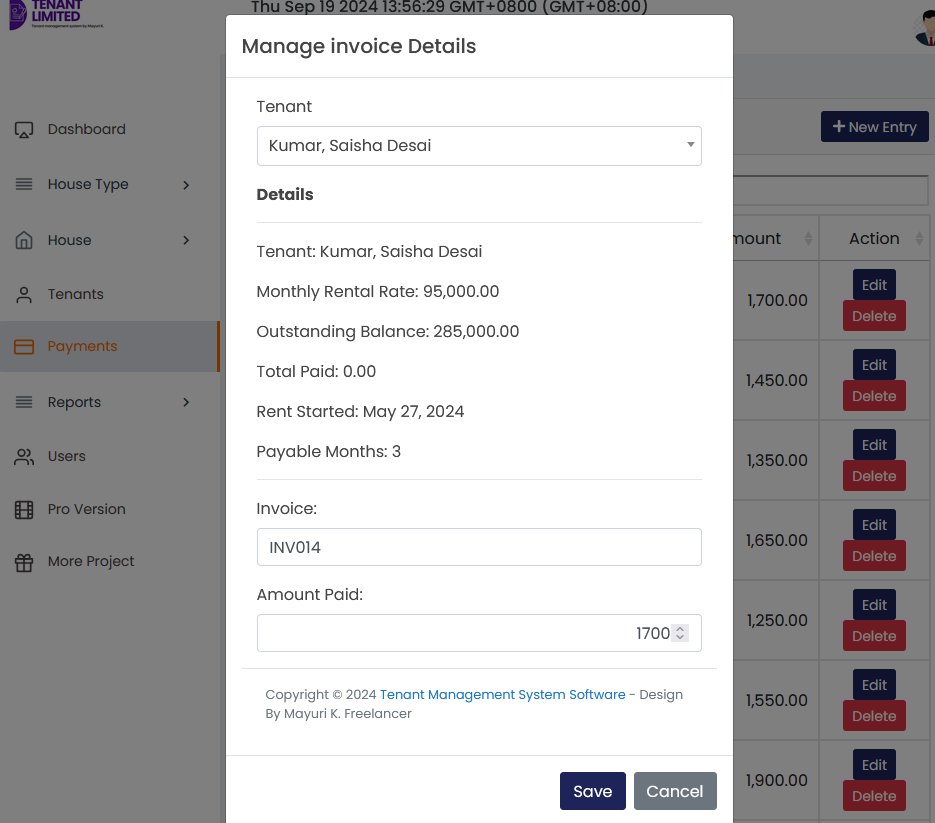 TENANT
LIMITED
Tenant management system by Mayuri K.
Thu Sep 19 2024 13:56:29 GMT+0800 (GMT+08:00)
Dashboard
House Type
House
Tenants
Payments
Reports
Users
Pro Version
More Project
Manage invoice Details
Tenant
Kumar, Saisha Desai
Details
Tenant: Kumar, Saisha Desai
Monthly Rental Rate: 95,000.00
Outstanding Balance: 285,000.00
Total Paid: 0.00
Rent Started: May 27, 2024
Payable Months: 3
Invoice:
INV014
Amount Paid:
1700
Copyright © 2024 Tenant Management System Software - Design
By Mayuri K. Freelancer
Save Cancel
New Entry
mount Action
1,700.00 Edit
Delete
1,450.00 Edit
Delete
1,350.00 Edit
Delete
1,650.00 Edit
Delete
1,250.00 Edit
Delete
1,550.00 Edit
Delete
1,900.00 Edit
Delete